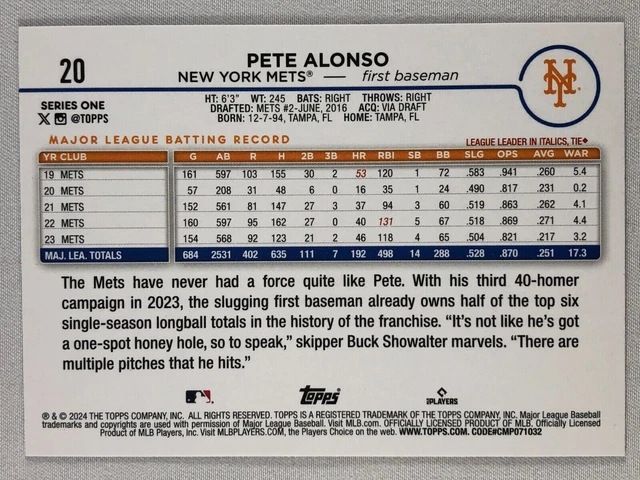 20
PETE ALONSO
NEW YORK METS® — first baseman
NY
SERIES ONE
@TOPPS
HT: 6'3" WT: 245 BATS: RIGHT THROWS: RIGHT
DRAFTED: METS #2-JUNE, 2016 ACQ: VIA DRAFT
BORN: 12-7-94, TAMPA, FL HOME: TAMPA, FL
MAJOR LEAGUE BATTING RECORD LEAGUE LEADER IN ITALICS, TIE♦
YR CLUB G AB R H 2B 3B HR RBI SB BB SLG OPS AVG WAR
19 METS 161 597 103 155 30 2 53 120 1 72 .583 .941 .260 5.4
20 METS 57 208 31 48 6 0 16 35 1 24 .490 .817 .231 0.2
21 METS 152 561 81 147 27 3 37 94 3 60 .519 .863 .262 4.1
22 METS 160 597 95 162 27 0 40 131 5 67 .518 .869 .271 4.4
23 METS 154 568 92 123 21 2 46 118 4 65 .504 .821 .217 3.2
MAJ. LEA. TOTALS 684 2531 402 635 111 7 192 498 14 288 .528 .870 .251 17.3
The Mets have never had a force quite like Pete. With his third 40-homer
campaign in 2023, the slugging first baseman already owns half of the top six
single-season longball totals in the history of the franchise. “It’s not like he’s got
a one-spot honey hole, so to speak,” skipper Buck Showalter marvels. “There are
multiple pitches that he hits.”
Topps
PLAYERS
® & © 2024 THE TOPPS COMPANY, INC. ALL RIGHTS RESERVED. TOPPS IS A REGISTERED TRADEMARK OF THE TOPPS COMPANY, INC. Major League Baseball
trademarks and copyrights are used with permission of Major League Baseball. Visit MLB.com. OFFICIALLY LICENSED PRODUCT OF MLB. Officially Licensed
Product of MLB Players, Inc. Visit MLBPLAYERS.COM, the Players Choice on the web. WWW.TOPPS.COM. CODE#CMP071032